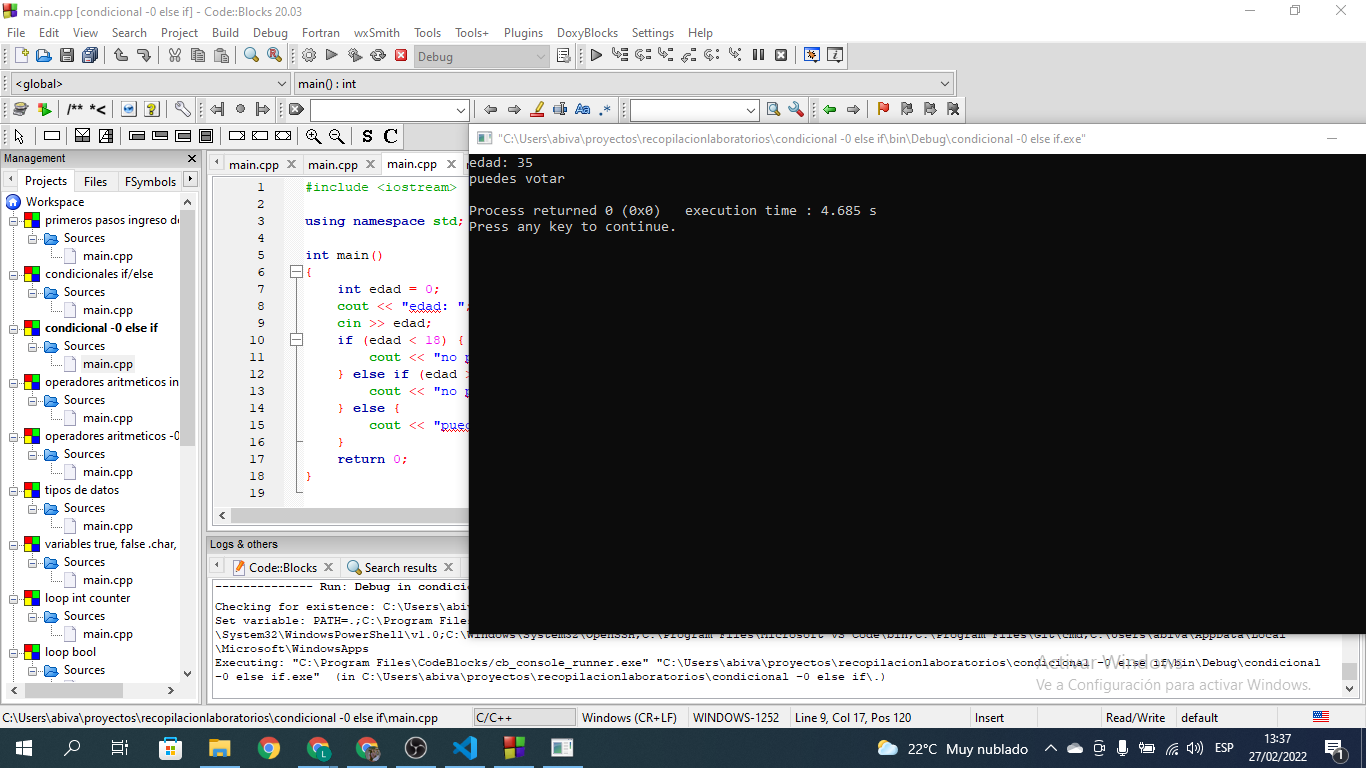 main.cpp [condicional -0 else if] - Code::Blocks 20.03
File Edit View Search Project Build Debug Fortran wxSmith Tools Tools+ Plugins DoxyBlocks Settings Help
Debug
<global>
main() : int
/** *<
Aa .*
S C
Management
Projects Files FSymbols
Workspace
primeros pasos ingreso de
Sources
main.cpp
condicionales if/else
Sources
main.cpp
condicional -0 else if
Sources
main.cpp
operadores aritmeticos in
Sources
main.cpp
operadores aritmeticos -0
Sources
main.cpp
tipos de datos
Sources
main.cpp
variables true, false .char,
Sources
main.cpp
loop int counter
Sources
main.cpp
loop bool
Sources
main.cpp main.cpp main.cpp
1 #include <iostream>
2
3 using namespace std;
4
5 int main()
6 {
7 int edad = 0;
8 cout << "edad: ";
9 cin >> edad;
10 if (edad < 18) {
11 cout << "no p
12 } else if (edad >
13 cout << "no p
14 } else {
15 cout << "pued
16 }
17 return 0;
18 }
19
"C:\Users\abiva\proyectos\recopilacionlaboratorios\condicional -0 else if\bin\Debug\condicional -0 else if.exe"
edad: 35
puedes votar
Process returned 0 (0x0) execution time : 4.685 s
Press any key to continue.
Logs & others
Code::Blocks Search results
-------------- Run: Debug in condici
Checking for existence: C:\Users\abiv
Set variable: PATH=.;C:\Program Files
\System32\WindowsPowerShell\v1.0;C:\Windows\System32\OpenSSH;C:\Program Files\Microsoft VS Code\bin;C:\Program Files\Git\cmd;C:\Users\abiva\AppData\Local
\Microsoft\WindowsApps
Executing: "C:\Program Files\CodeBlocks/cb_console_runner.exe" "C:\Users\abiva\proyectos\recopilacionlaboratorios\condicional -0 else if\bin\Debug\condicional
-0 else if.exe" (in C:\Users\abiva\proyectos\recopilacionlaboratorios\condicional -0 else if\.)
Activar Windows
Ve a Configuración para activar Windows.
C:\Users\abiva\proyectos\recopilacionlaboratorios\condicional -0 else if\main.cpp C/C++ Windows (CR+LF) WINDOWS-1252 Line 9, Col 17, Pos 120 Insert Read/Write default
22°C Muy nublado ESP
13:37
27/02/2022
1